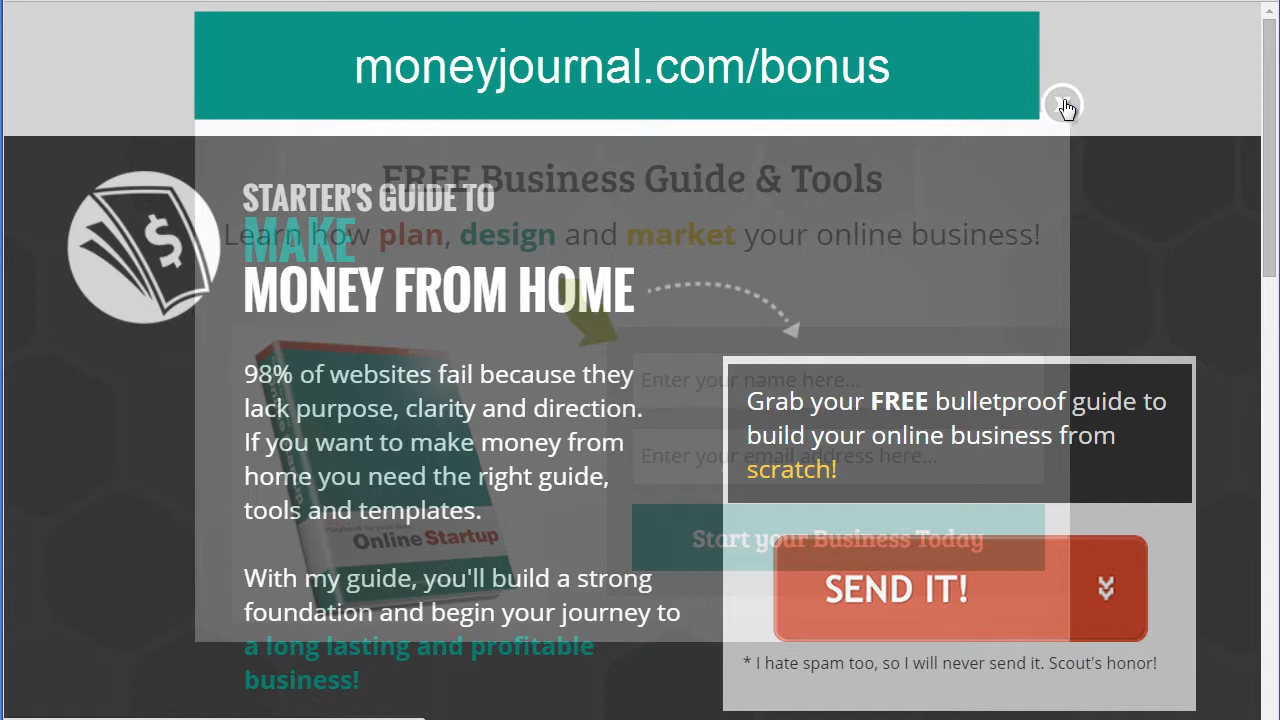 moneyjournal.com/bonus
FREE Business Guide & Tools
Learn how plan, design and market your online business!
STARTER'S GUIDE TO
MAKE
MONEY FROM HOME
98% of websites fail because they
lack purpose, clarity and direction.
If you want to make money from
home you need the right guide,
tools and templates.
With my guide, you'll build a strong
foundation and begin your journey to
a long lasting and profitable
business!
Online Startup
Enter your name here...
Enter your email address here...
Start your Business Today
Grab your FREE bulletproof guide to
build your online business from
scratch!
SEND IT!
* I hate spam too, so I will never send it. Scout's honor!